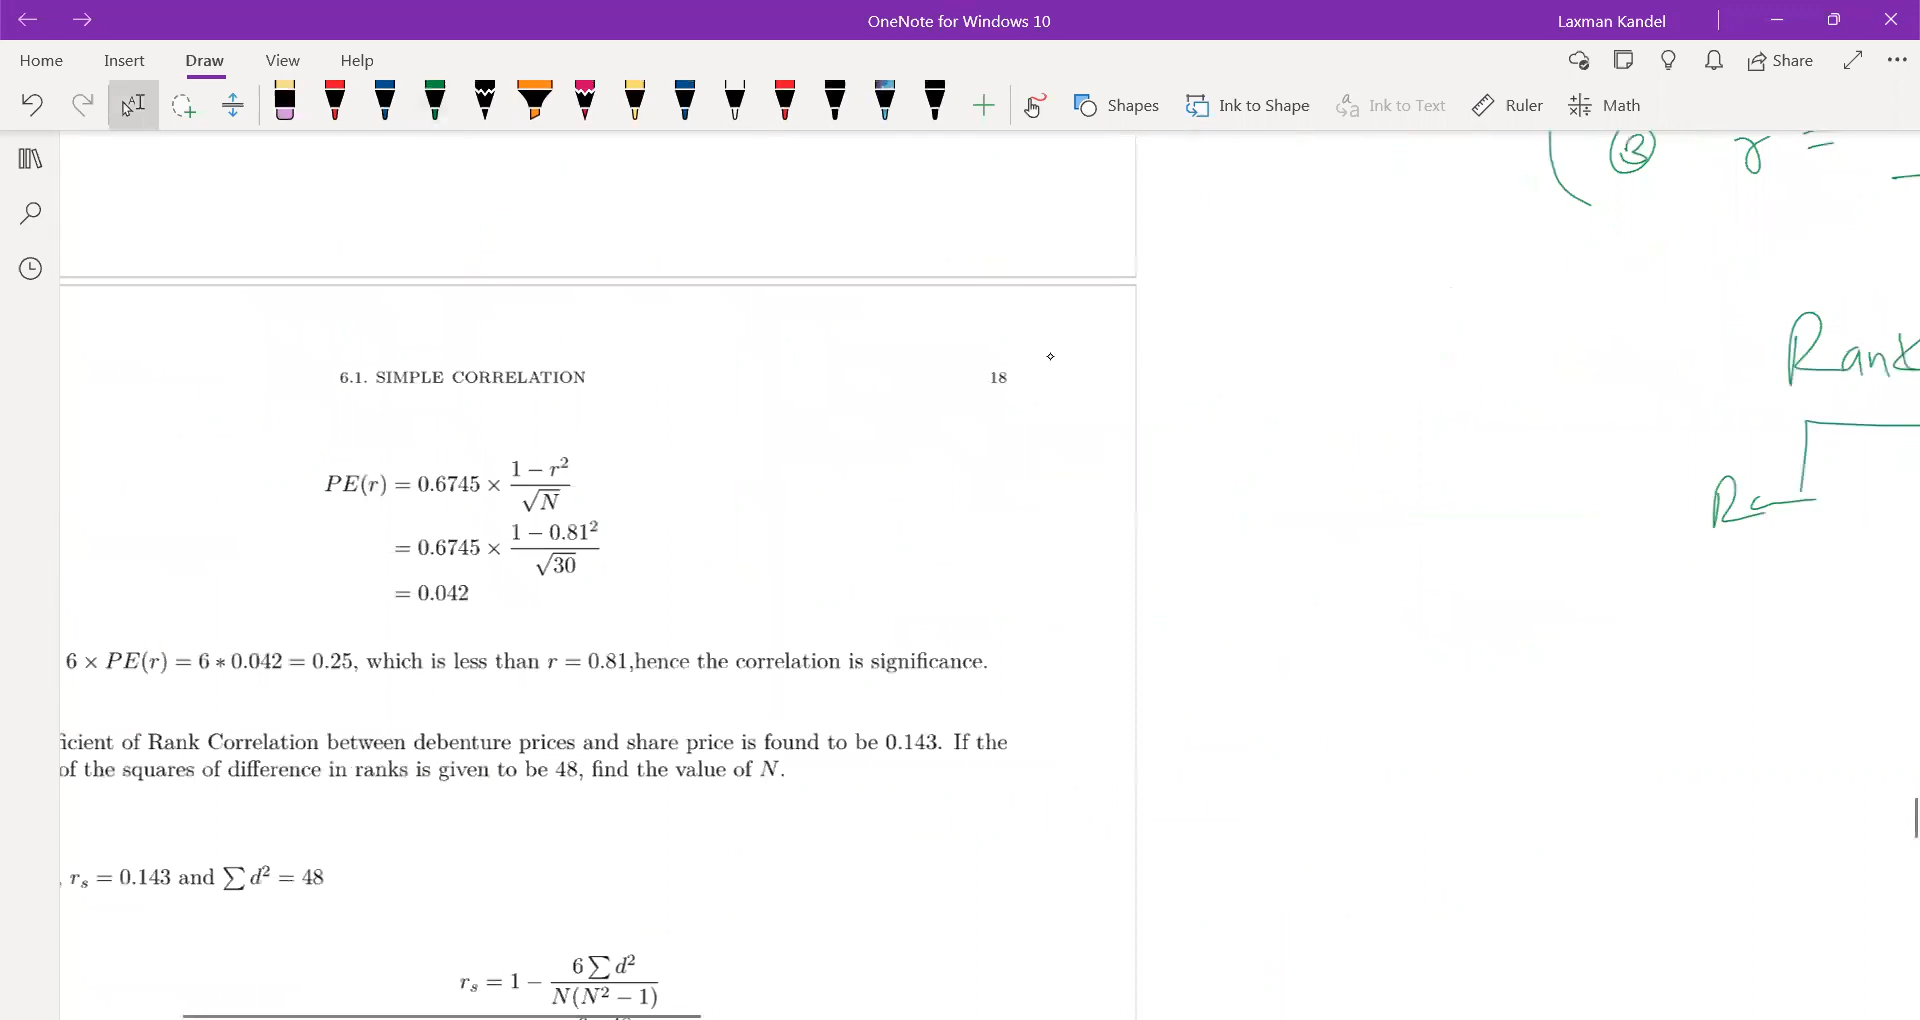 OneNote for Windows 10
Laxman Kandel
Home Insert Draw View Help
Share
Shapes Ink to Shape Ink to Text Ruler Math
③ r =
Rank
6.1. SIMPLE CORRELATION 18
PE(r) = 0.6745 × (1 − r²)/√N
= 0.6745 × (1 − 0.81²)/√30
= 0.042
6 × PE(r) = 6 ∗ 0.042 = 0.25, which is less than r = 0.81,hence the correlation is significance.
ficient of Rank Correlation between debenture prices and share price is found to be 0.143. If the
of the squares of difference in ranks is given to be 48, find the value of N.
, rₛ = 0.143 and ∑ d² = 48
rₛ = 1 − 6 ∑ d²/N(N² − 1)